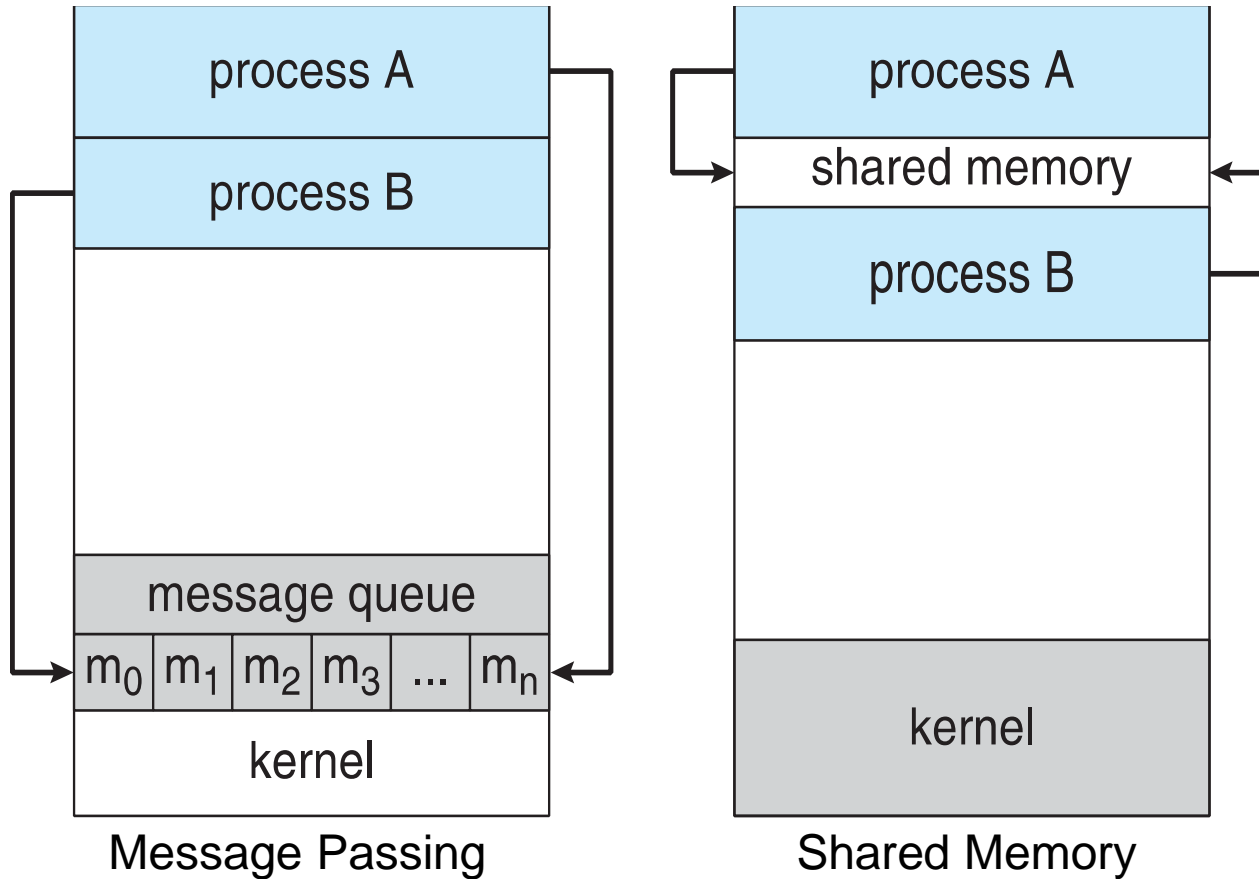 process A
process B
message queue
m0 m1 m2 m3 ... mn
kernel
Message Passing
process A
shared memory
process B
kernel
Shared Memory